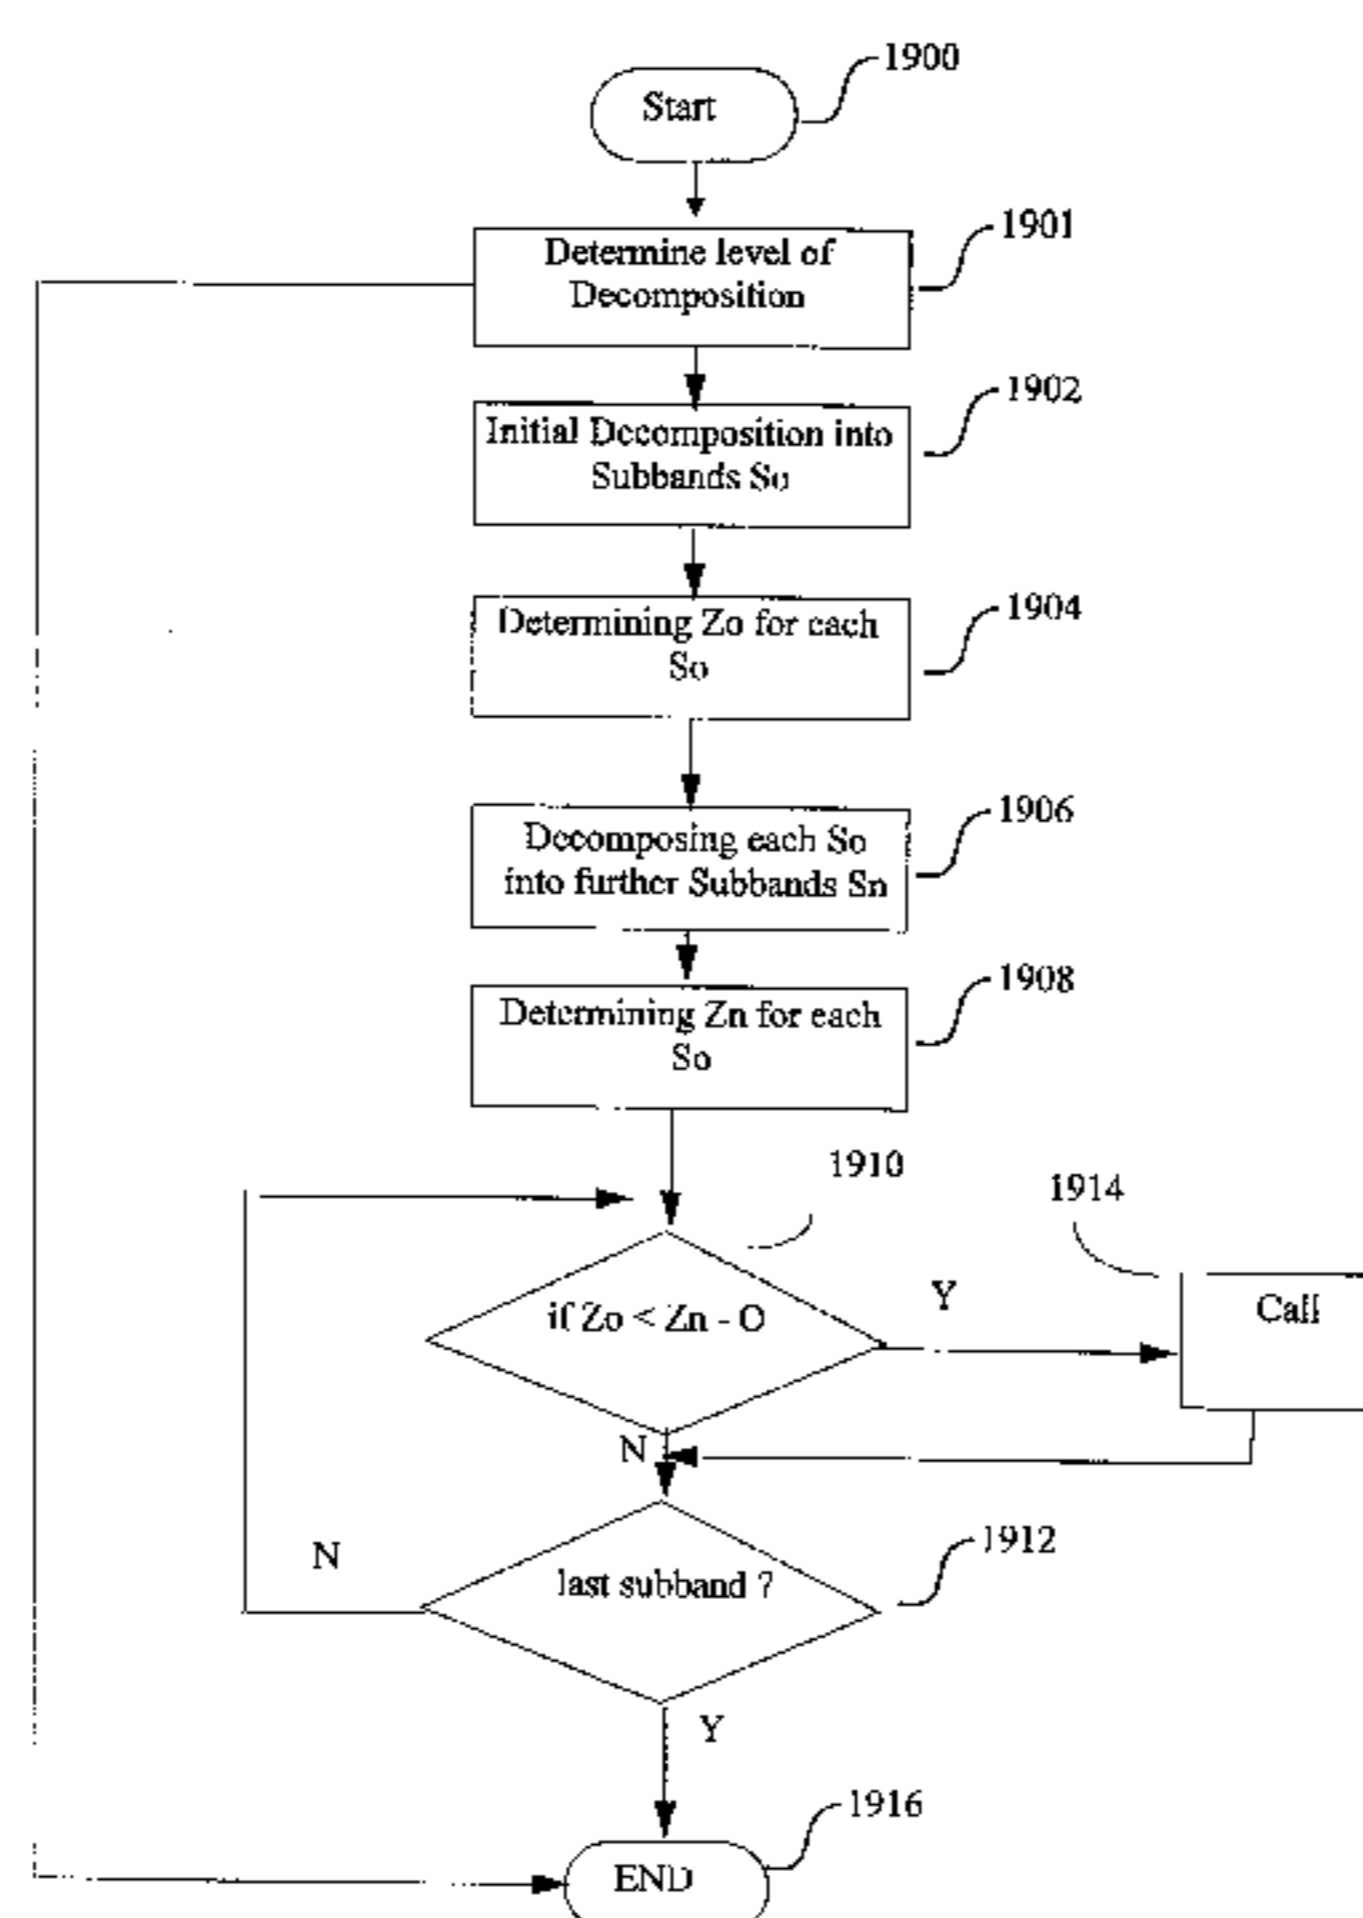 1900
Start
1901
Determine level of
Decomposition
1902
Initial Decomposition into
Subbands So
1904
Determining Zo for each
So
1906
Decomposing each So
into further Subbands Sn
1908
Determining Zn for each
So
1910
1914
if Zo < Zn - O
Y
Call
N
1912
N
last subband ?
Y
1916
END